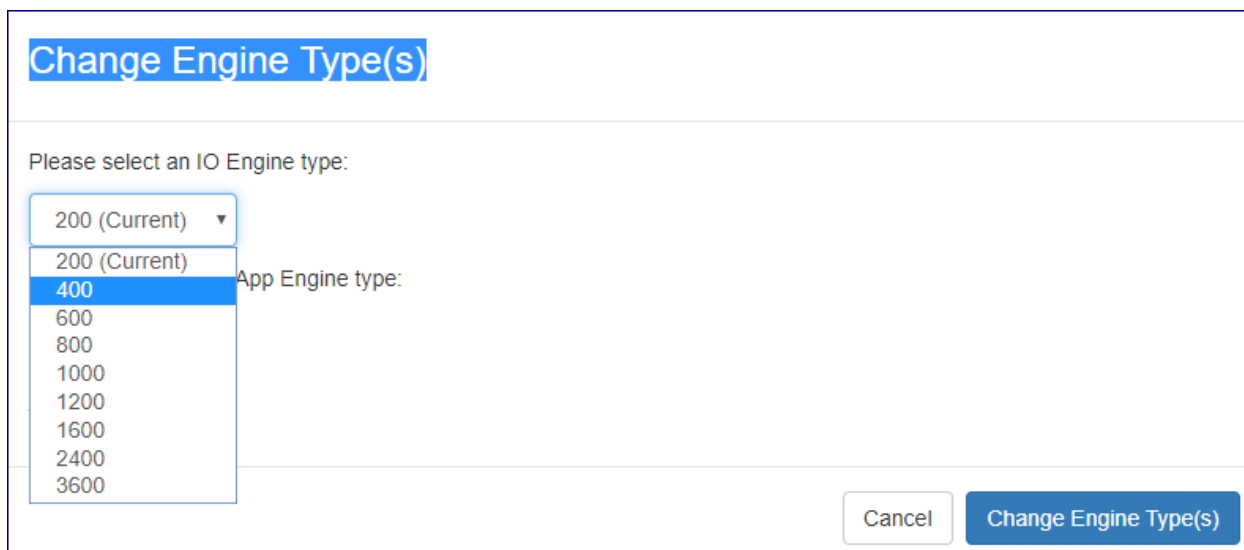 Change Engine Type(s)
Please select an IO Engine type:
200 (Current)
200 (Current)
400
App Engine type:
600
800
1000
1200
1600
2400
3600
Cancel
Change Engine Type(s)